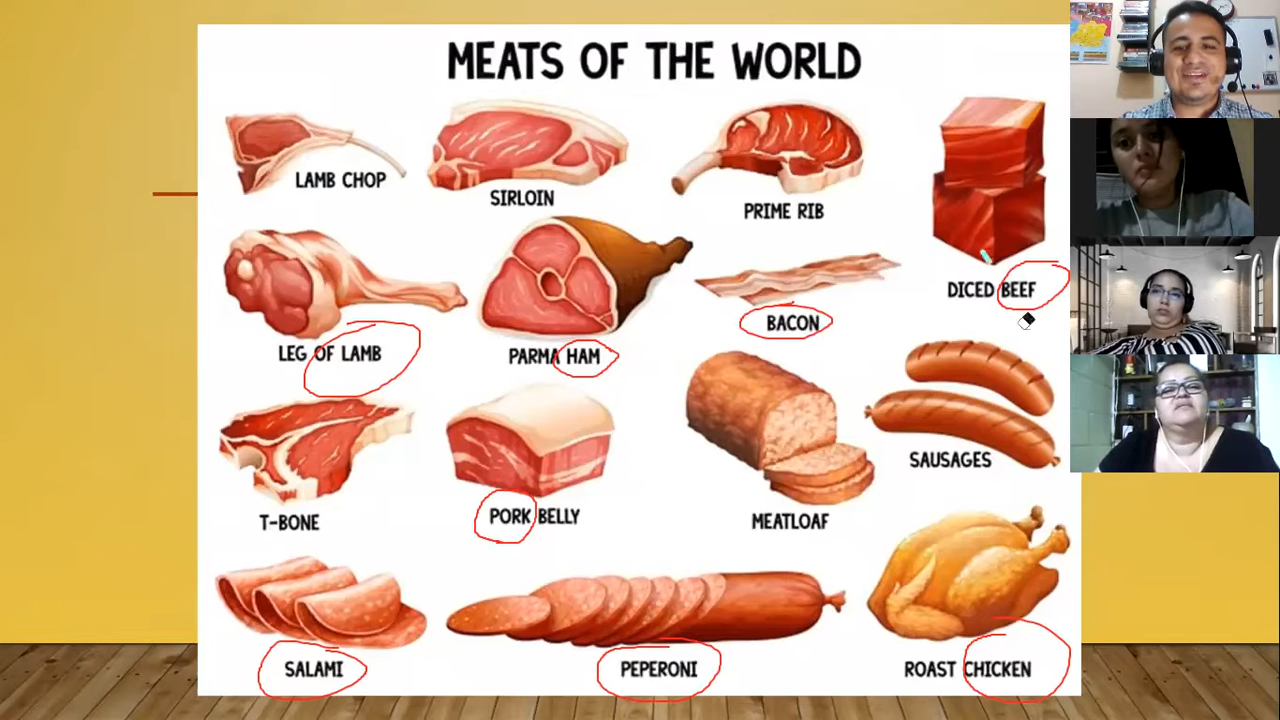 MEATS OF THE WORLD
LAMB CHOP
SIRLOIN
PRIME RIB
DICED BEEF
LEG OF LAMB
PARMA HAM
BACON
SAUSAGES
T-BONE
PORK BELLY
MEATLOAF
SALAMI
PEPERONI
ROAST CHICKEN